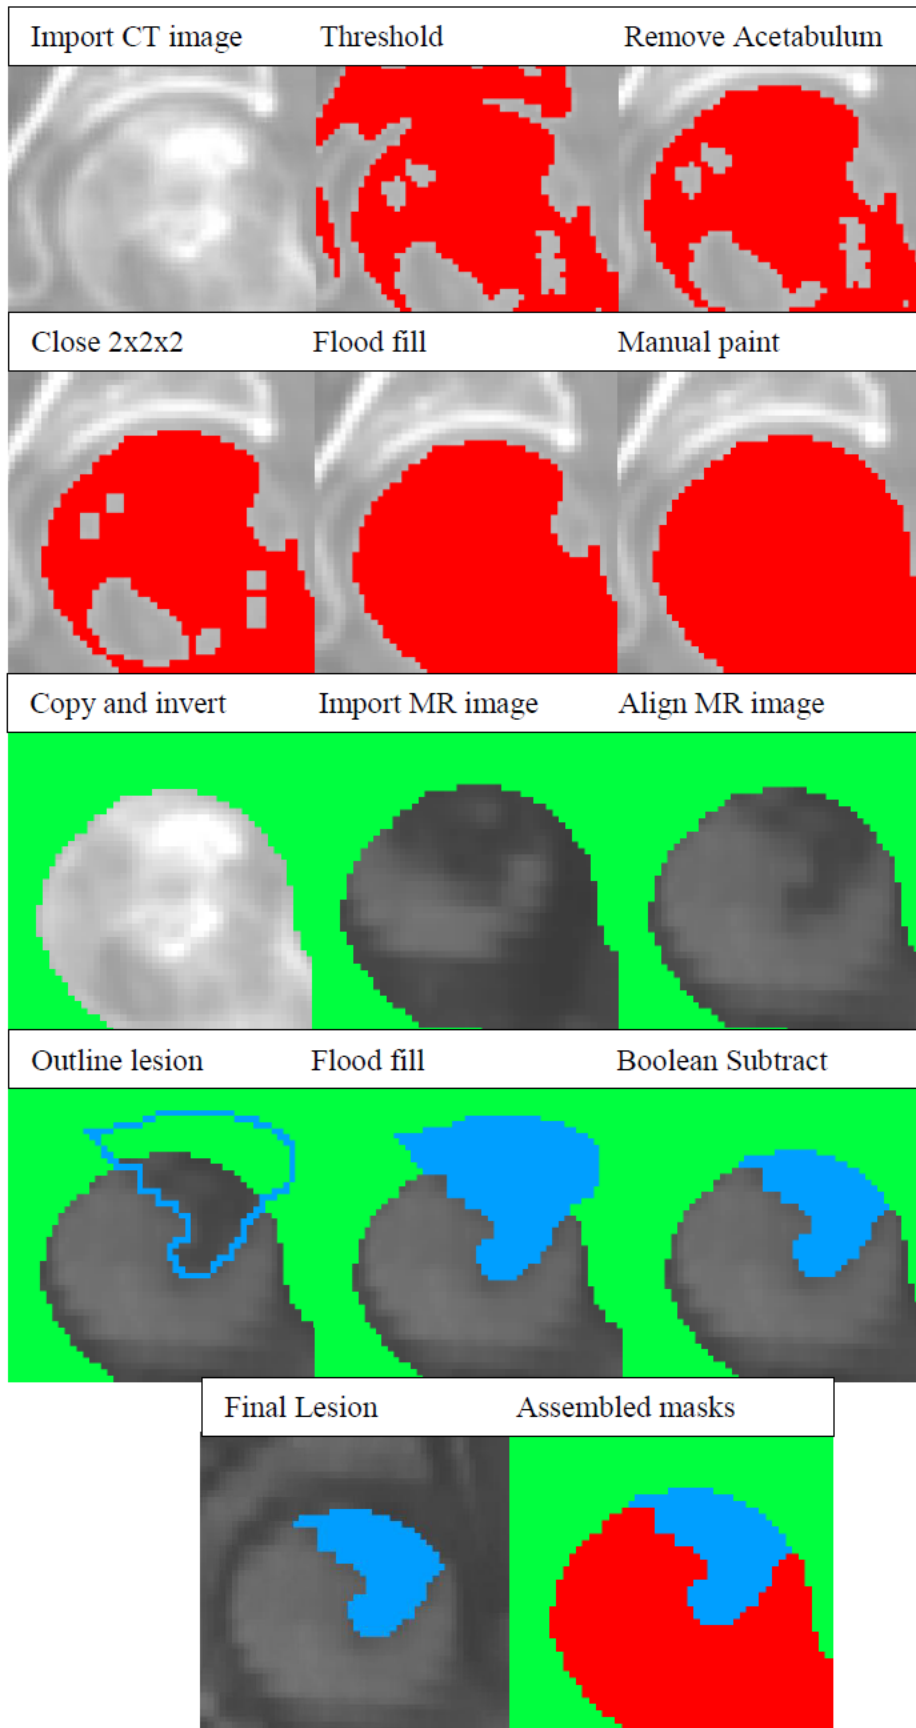 Import CT image Threshold Remove Acetabulum
Close 2x2x2 Flood fill Manual paint
Copy and invert Import MR image Align MR image
Outline lesion Flood fill Boolean Subtract
Final Lesion Assembled masks